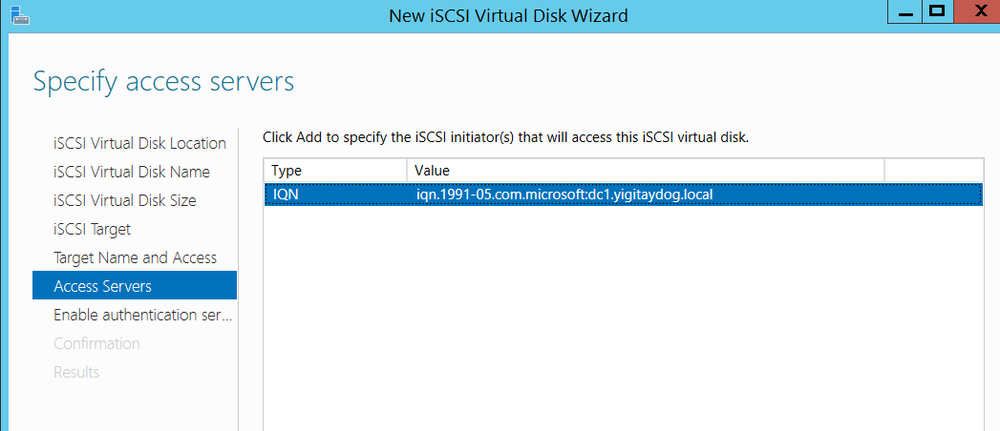 New iSCSI Virtual Disk Wizard
X
Specify access servers
iSCSI Virtual Disk Location
iSCSI Virtual Disk Name
iSCSI Virtual Disk Size
iSCSI Target
Target Name and Access
Access Servers
Enable authentication ser...
Confirmation
Results
Click Add to specify the iSCSI initiator(s) that will access this iSCSI virtual disk.
Type Value
IQN iqn.1991-05.com.microsoft:dc1.yigitaydog.local